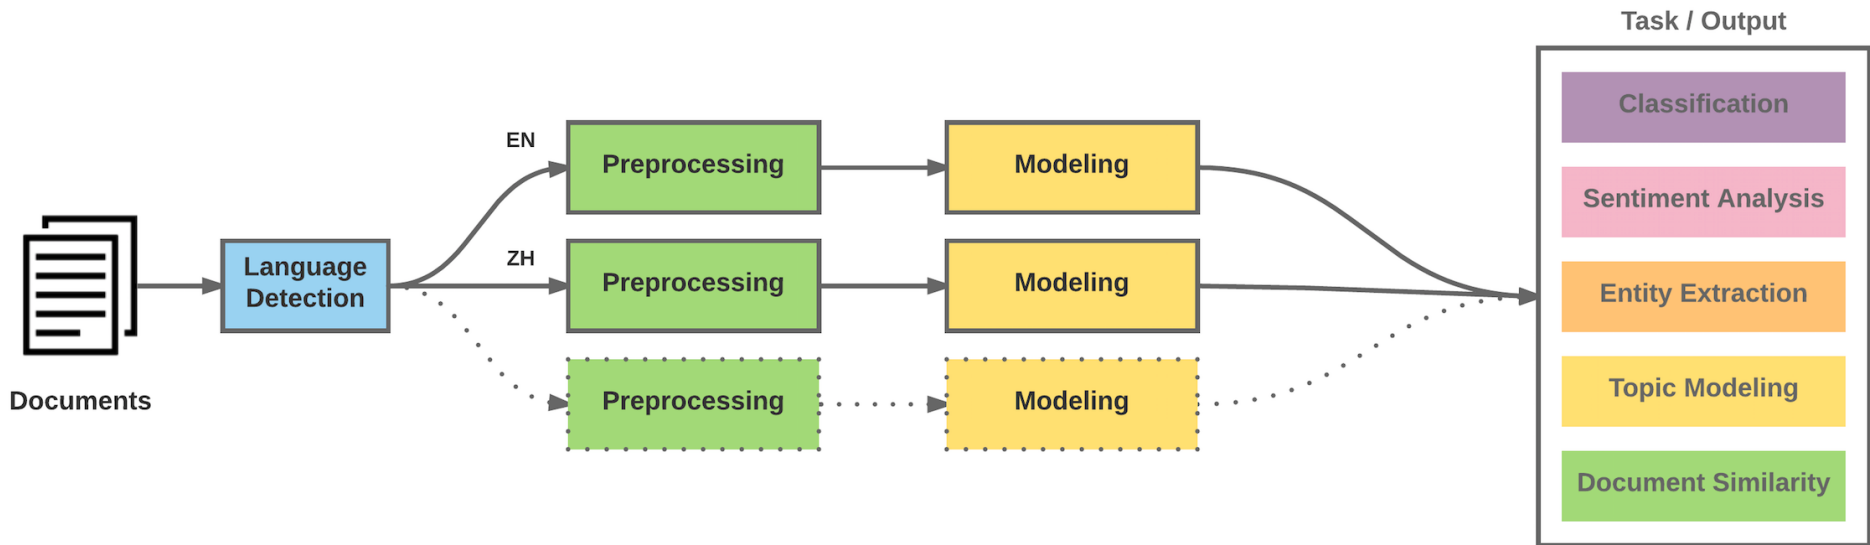 Task / Output
Classification
Sentiment Analysis
Entity Extraction
Topic Modeling
Document Similarity
EN
Preprocessing
Modeling
ZH
Preprocessing
Modeling
Preprocessing
Modeling
Language
Detection
Documents